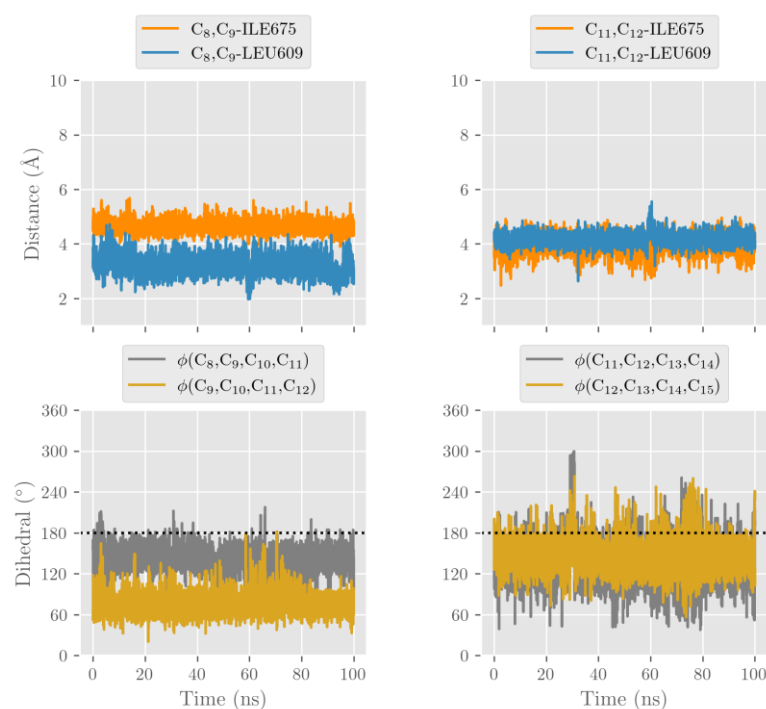 C₈,C₉-ILE675
C₈,C₉-LEU609
C₁₁,C₁₂-ILE675
C₁₁,C₁₂-LEU609
10
8
6
4
2
Distance (Å)
10
8
6
4
2
ϕ(C₈,C₉,C₁₀,C₁₁)
ϕ(C₉,C₁₀,C₁₁,C₁₂)
ϕ(C₁₁,C₁₂,C₁₃,C₁₄)
ϕ(C₁₂,C₁₃,C₁₄,C₁₅)
360
300
240
180
120
60
0
Dihedral (°)
0 20 40 60 80 100
Time (ns)
360
300
240
180
120
60
0
0 20 40 60 80 100
Time (ns)